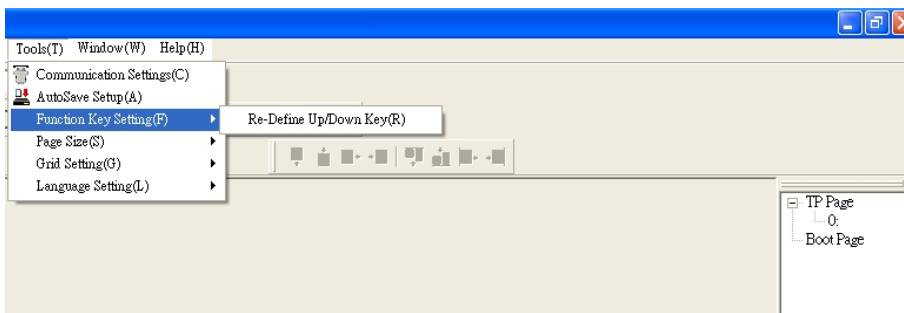 Tools(T) Window(W) Help(H)
Communication Settings(C)
AutoSave Setup(A)
Function Key Setting(F)
Re-Define Up/Down Key(R)
Page Size(S)
Grid Setting(G)
Language Setting(L)
TP Page
0:
Boot Page